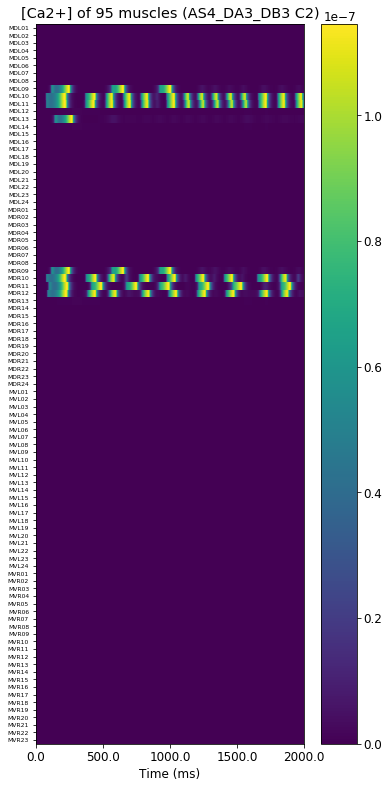 [Ca2+] of 95 muscles (AS4_DA3_DB3 C2)
1e−7
MDL01
MDL02
MDL03
MDL04
MDL05
MDL06
MDL07
MDL08
MDL09
MDL10
MDL11
MDL12
MDL13
MDL14
MDL15
MDL16
MDL17
MDL18
MDL19
MDL20
MDL21
MDL22
MDL23
MDL24
MDR01
MDR02
MDR03
MDR04
MDR05
MDR06
MDR07
MDR08
MDR09
MDR10
MDR11
MDR12
MDR13
MDR14
MDR15
MDR16
MDR17
MDR18
MDR19
MDR20
MDR21
MDR22
MDR23
MDR24
MVL01
MVL02
MVL03
MVL04
MVL05
MVL06
MVL07
MVL08
MVL09
MVL10
MVL11
MVL12
MVL13
MVL14
MVL15
MVL16
MVL17
MVL18
MVL19
MVL20
MVL21
MVL22
MVL23
MVL24
MVR01
MVR02
MVR03
MVR04
MVR05
MVR06
MVR07
MVR08
MVR09
MVR10
MVR11
MVR12
MVR13
MVR14
MVR15
MVR16
MVR17
MVR18
MVR19
MVR20
MVR21
MVR22
MVR23
0.0 500.0 1000.0 1500.0 2000.0
Time (ms)
1.0
0.8
0.6
0.4
0.2
0.0